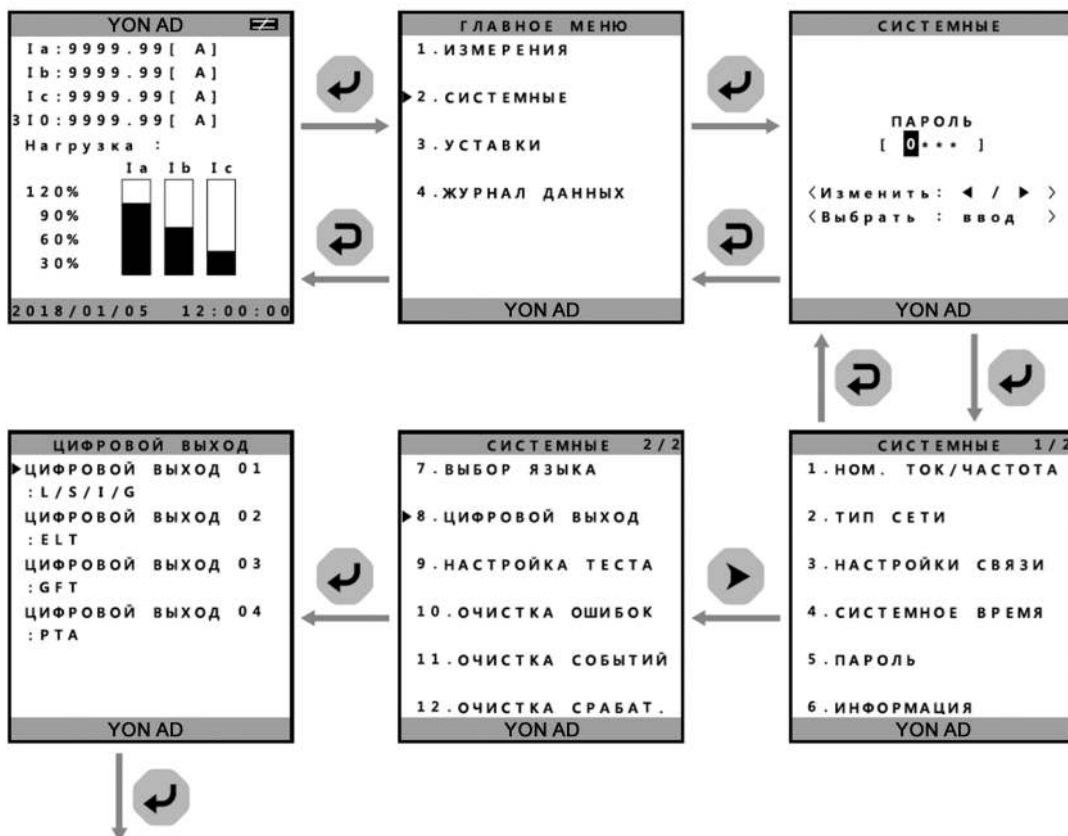 YON AD
Ia:9999.99[ A]
Ib:9999.99[ A]
Ic:9999.99[ A]
3I0:9999.99[ A]
Нагрузка :
Ia Ib Ic
120%
90%
60%
30%
2018/01/05 12:00:00
ГЛАВНОЕ МЕНЮ
1.ИЗМЕРЕНИЯ
2.СИСТЕМНЫЕ
3.УСТАВКИ
4.ЖУРНАЛ ДАННЫХ
YON AD
СИСТЕМНЫЕ
ПАРОЛЬ
[ 0*** ]
<Изменить: ◀ / ▶ >
<Выбрать : ввод >
YON AD
ЦИФРОВОЙ ВЫХОД
ЦИФРОВОЙ ВЫХОД 01
:L/S/I/G
ЦИФРОВОЙ ВЫХОД 02
:ELT
ЦИФРОВОЙ ВЫХОД 03
:GFT
ЦИФРОВОЙ ВЫХОД 04
:PTA
YON AD
СИСТЕМНЫЕ 2/2
7.ВЫБОР ЯЗЫКА
8.ЦИФРОВОЙ ВЫХОД
9.НАСТРОЙКА ТЕСТА
10.ОЧИСТКА ОШИБОК
11.ОЧИСТКА СОБЫТИЙ
12.ОЧИСТКА СРАБАТ.
YON AD
СИСТЕМНЫЕ 1/2
1.НОМ. ТОК/ЧАСТОТА
2.ТИП СЕТИ
3.НАСТРОЙКИ СВЯЗИ
4.СИСТЕМНОЕ ВРЕМЯ
5.ПАРОЛЬ
6.ИНФОРМАЦИЯ
YON AD